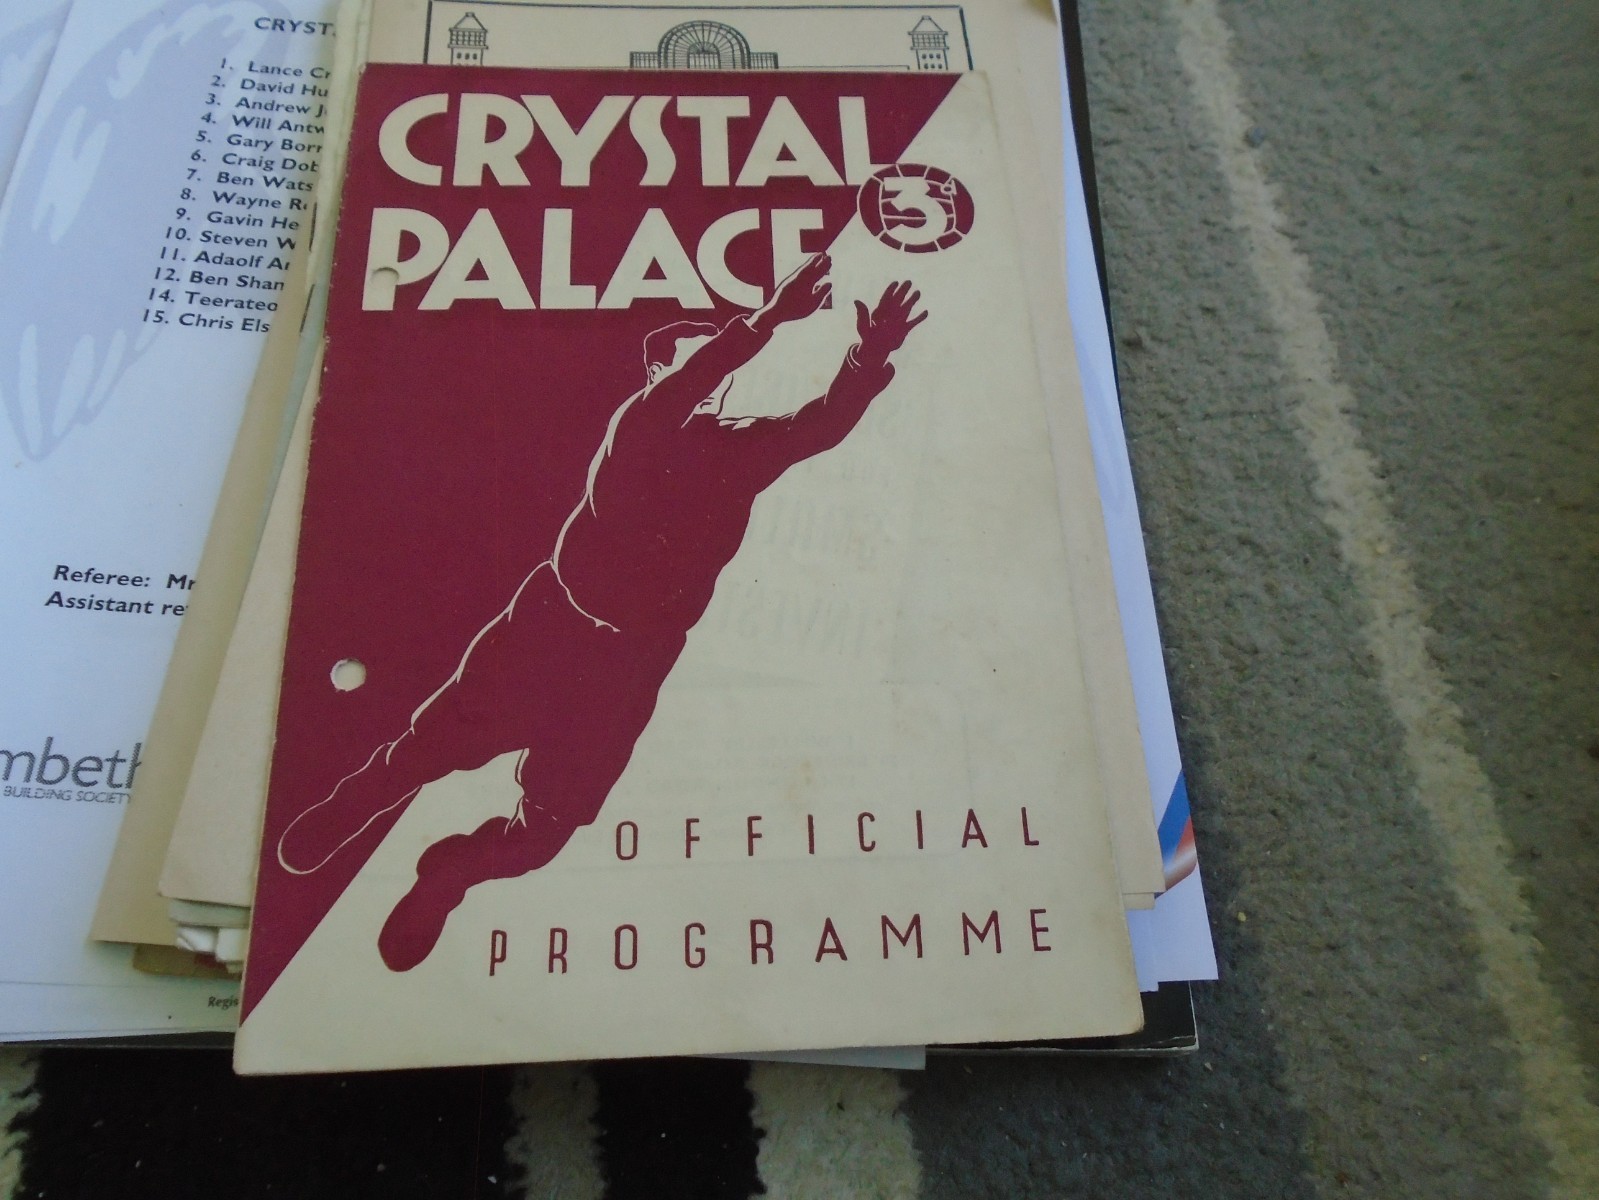 CRYST
1. Lance Cr
2. David Hu
3. Andrew J
4. Will Antw
5. Gary Borr
6. Craig Dob
7. Ben Wats
8. Wayne R
9. Gavin He
10. Steven W
11. Adaolf An
12. Ben Shan
14. Teerateo
15. Chris Els
Referee: Mr
Assistant re
mbeth
BUILDING SOCIETY
Regis
CRYSTAL
PALACE
3d
OFFICIAL
PROGRAMME